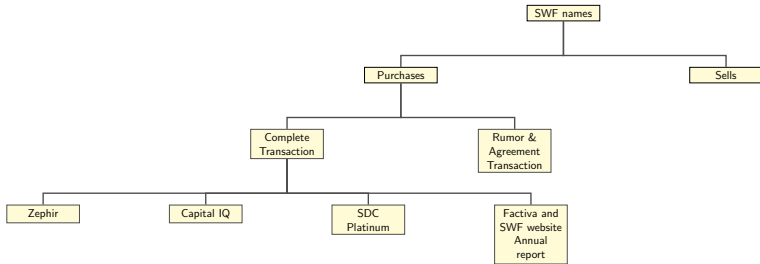 SWF names
Purchases
Sells
Complete
Transaction
Rumor &
Agreement
Transaction
Zephir
Capital IQ
SDC
Platinum
Factiva and
SWF website
Annual
report